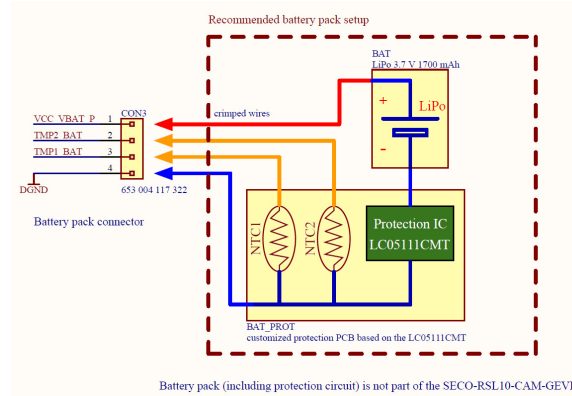 Recommended battery pack setup
BAT
LiPo 3.7 V 1700 mAh
+
LiPo
-
CON3
crimped wires
VCC_VBAT_P 1
TMP2_BAT 2
TMP1_BAT 3
4
DGND
653 004 117 322
Battery pack connector
NTC1
NTC2
Protection IC
LC05111CMT
BAT_PROT
customized protection PCB based on the LC05111CMT
Battery pack (including protection circuit) is not part of the SECO-RSL10-CAM-GEV